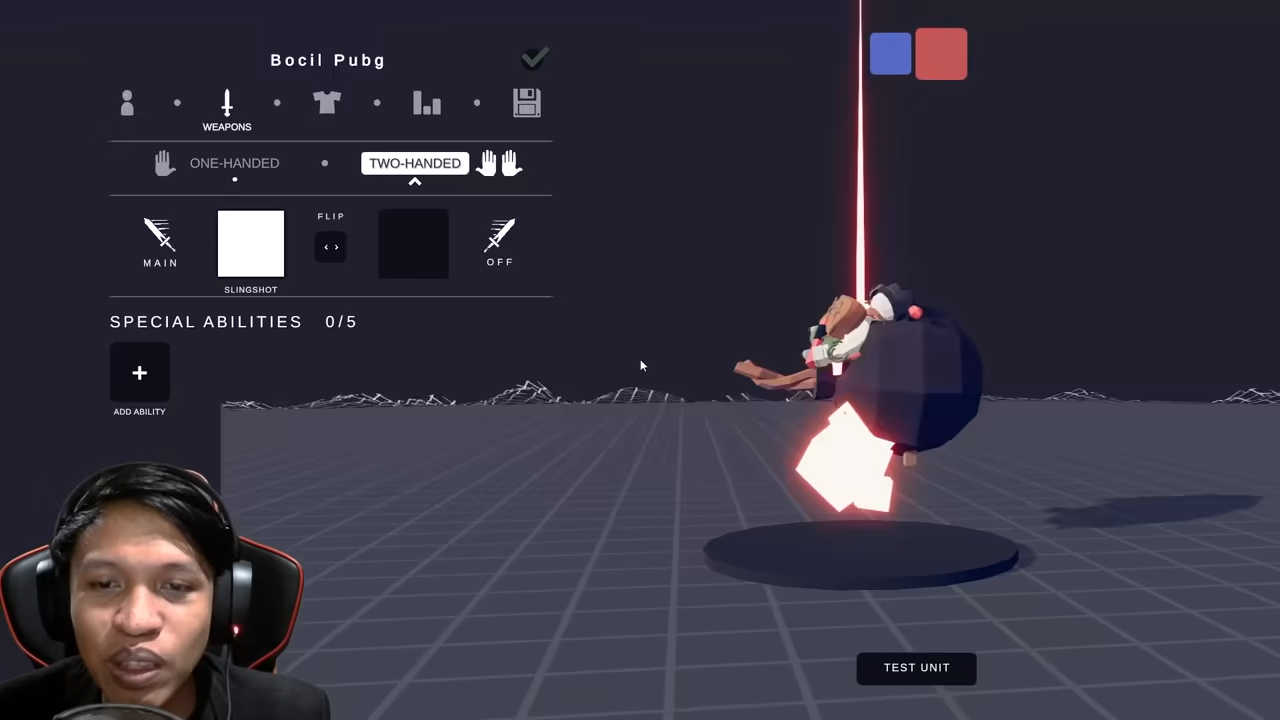 Bocil Pubg
WEAPONS
ONE-HANDED
TWO-HANDED
FLIP
MAIN
OFF
SLINGSHOT
SPECIAL ABILITIES 0/5
ADD ABILITY
TEST UNIT